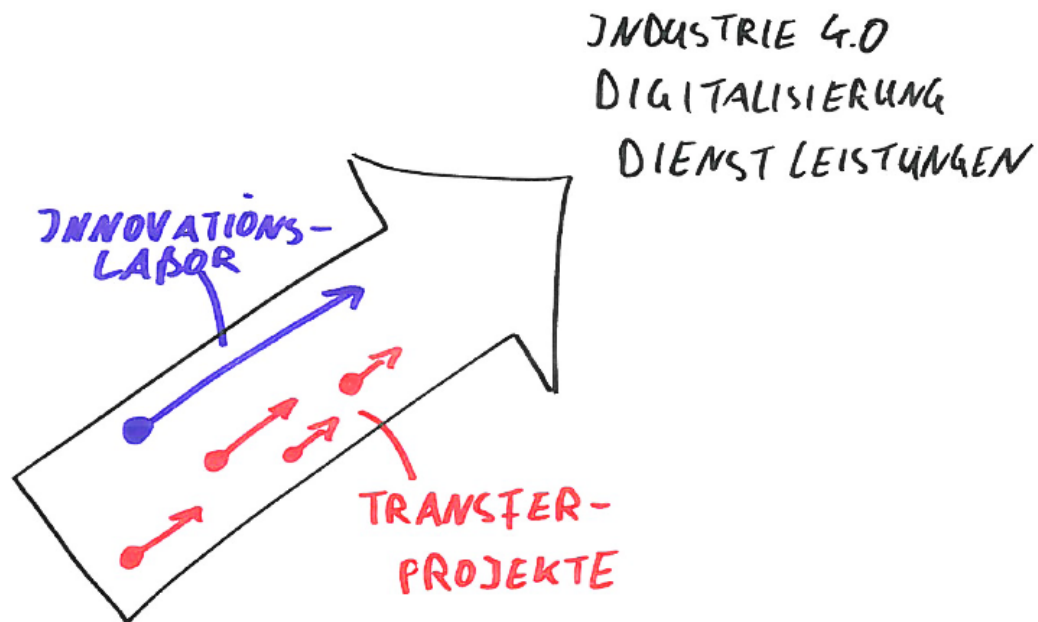 INDUSTRIE 4.0
DIGITALISIERUNG
DIENSTLEISTUNGEN
INNOVATIONS-
LABOR
TRANSFER-
PROJEKTE